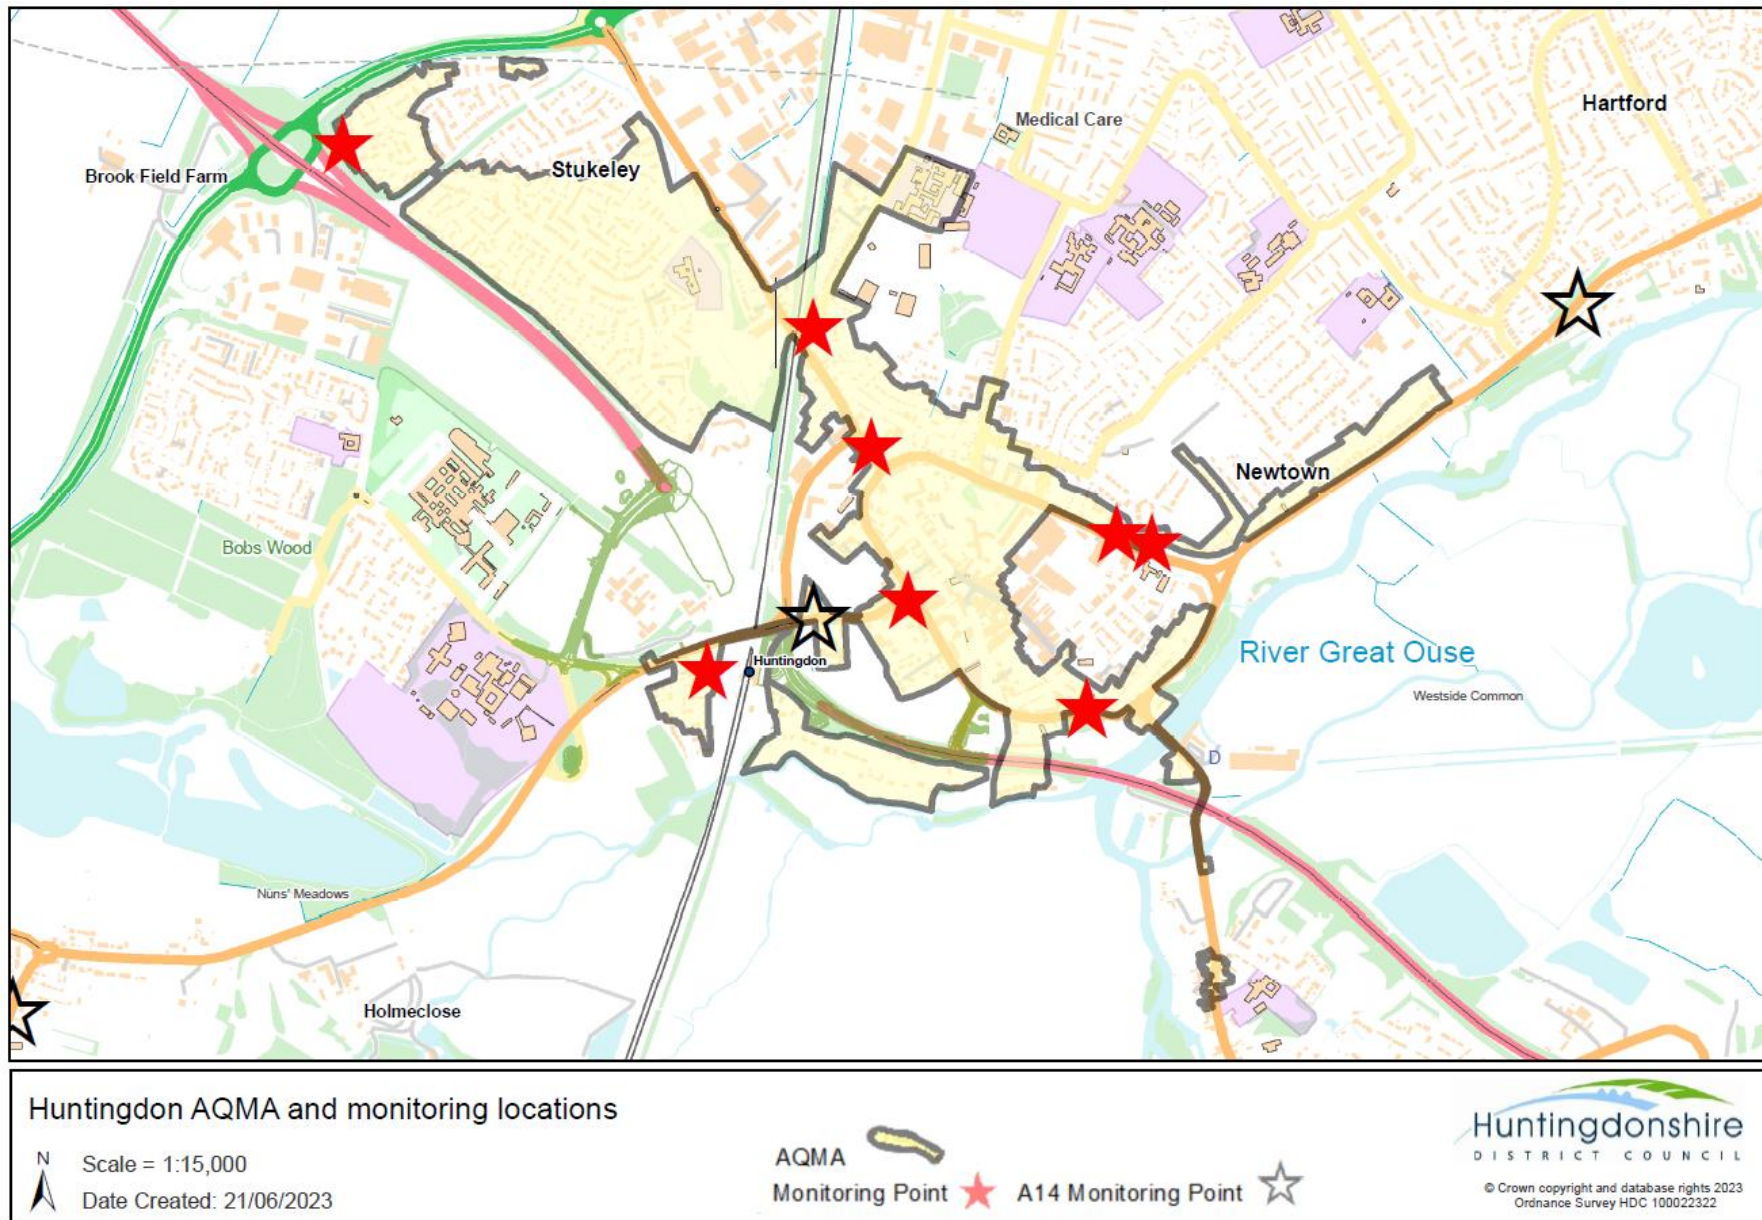 Hartford
Medical Care
Stukeley
Brook Field Farm
Newtown
Bobs Wood
River Great Ouse
Huntingdon
Westside Common
D
Nuns' Meadows
Holmeclose
Huntingdon AQMA and monitoring locations
N
Scale = 1:15,000
Date Created: 21/06/2023
AQMA
Monitoring Point
A14 Monitoring Point
Huntingdonshire
DISTRICT COUNCIL
© Crown copyright and database rights 2023
Ordnance Survey HDC 100022322